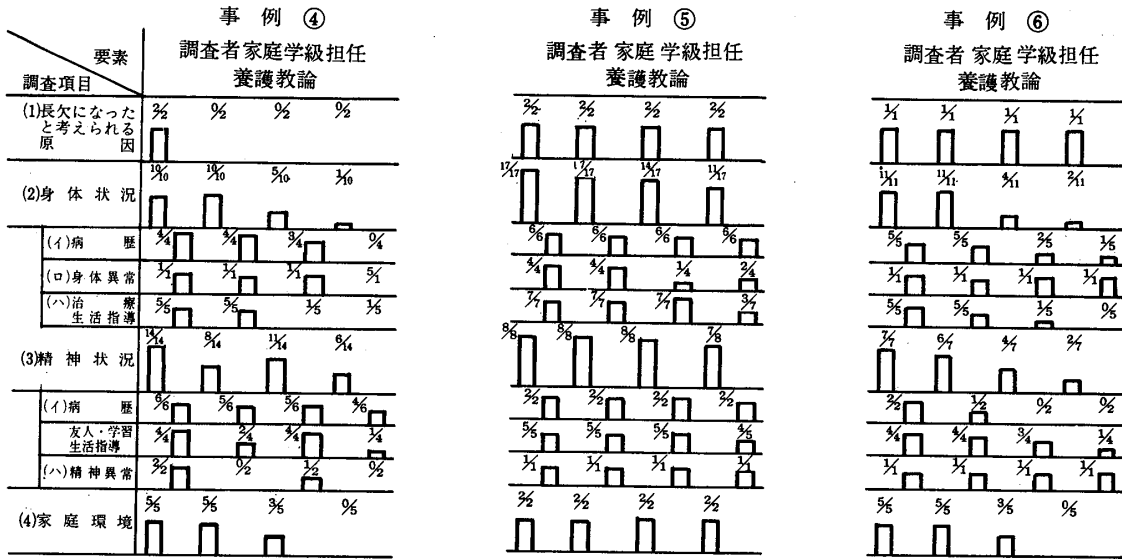 事例 ④ 事例 ⑤ 事例 ⑥
要素 調査者 家庭 学級担任 調査者 家庭 学級担任 調査者 家庭 学級担任
調査項目 養護教論 養護教論 養護教論
(1)長欠になった 2/2 0/2 0/2 0/2 2/2 2/2 2/2 2/2 1/1 1/1 1/1 1/1
と考えられる
原因
(2)身体状況 10/10 10/10 5/10 1/10 17/17 17/17 14/17 11/17 11/11 11/11 4/11 2/11
(イ)病歴 4/4 4/4 3/4 0/4 6/6 6/6 6/6 6/6 5/5 5/5 2/5 1/5
(ロ)身体異常 1/1 1/1 1/1 5/1 4/4 4/4 1/4 2/4 1/1 1/1 1/1 1/1
(ハ)治療 5/5 5/5 1/5 1/5 7/7 7/7 7/7 3/7 5/5 5/5 1/5 0/5
生活指導
(3)精神状況 14/14 8/14 11/14 6/14 8/8 8/8 8/8 7/8 7/7 6/7 4/7 2/7
(イ)病歴 6/6 5/6 5/6 4/6 2/2 2/2 2/2 2/2 2/2 1/2 0/2 0/2
友人・学習 4/4 2/4 4/4 1/4 5/5 5/5 5/5 4/5 4/4 4/4 3/4 1/4
生活指導
(ハ)精神異常 2/2 0/2 1/2 0/2 1/1 1/1 1/1 1/1 1/1 1/1 1/1 1/1
(4)家庭環境 5/5 5/5 3/5 0/5 2/2 2/2 2/2 2/2 5/5 5/5 3/5 0/5